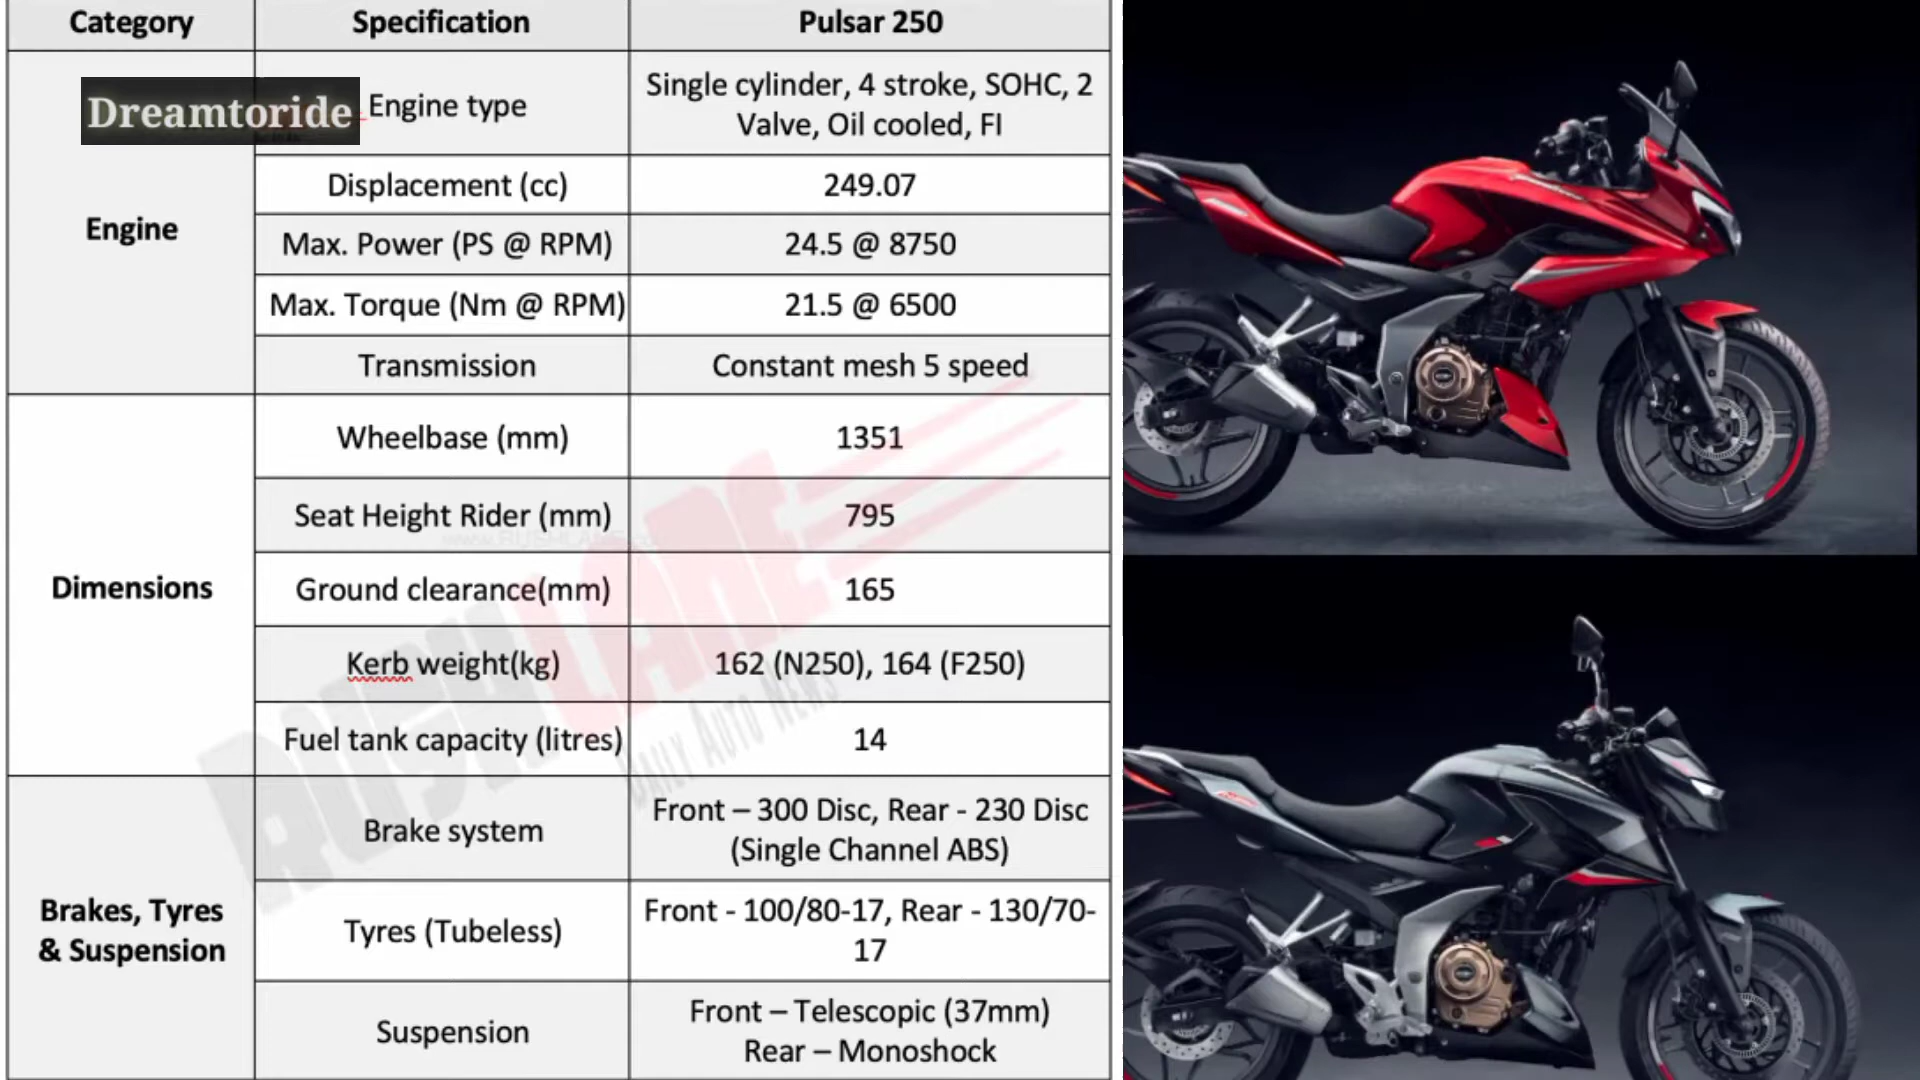 Category Specification Pulsar 250
Dreamtoride
Engine
Engine type
Single cylinder, 4 stroke, SOHC, 2
Valve, Oil cooled, FI
Displacement (cc) 249.07
Max. Power (PS @ RPM) 24.5 @ 8750
Max. Torque (Nm @ RPM) 21.5 @ 6500
Transmission Constant mesh 5 speed
Dimensions
Wheelbase (mm) 1351
Seat Height Rider (mm) 795
Ground clearance(mm) 165
Kerb weight(kg) 162 (N250), 164 (F250)
Fuel tank capacity (litres) 14
Brakes, Tyres
& Suspension
Brake system
Front – 300 Disc, Rear - 230 Disc
(Single Channel ABS)
Tyres (Tubeless)
Front - 100/80-17, Rear - 130/70-
17
Suspension
Front – Telescopic (37mm)
Rear – Monoshock
RUSHLANE
DAILY AUTO NEWS